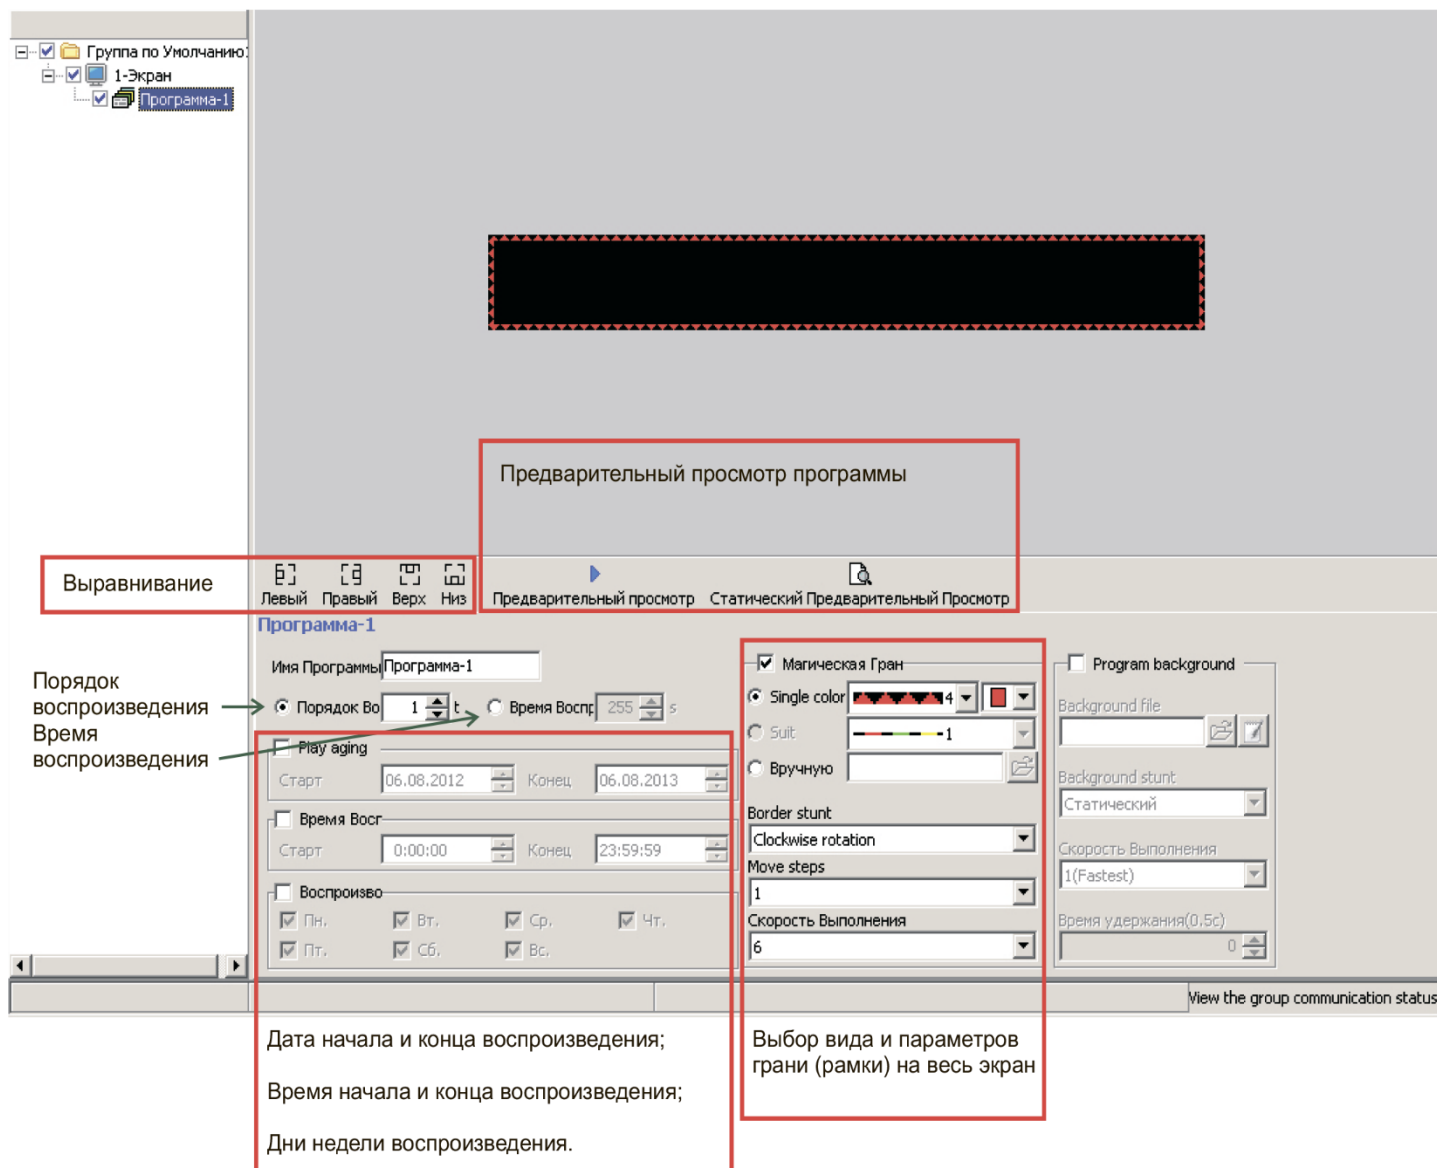 Группа по Умолчанию
1-Экран
Программа-1
Предварительный просмотр программы
Выравнивание
Левый Правый Верх Низ
Предварительный просмотр Статический Предварительный Просмотр
Программа-1
Имя Программы Программа-1
Порядок
воспроизведения
Время
воспроизведения
Порядок Во 1 t Время Воспр 255 s
Play aging
Старт 06.08.2012 Конец 06.08.2013
Время Восг
Старт 0:00:00 Конец 23:59:59
Воспроизво
Пн. Вт. Ср. Чт.
Пт. Сб. Вс.
Магическая Гран
Single color 4
Suit 1
Вручную
Border stunt
Clockwise rotation
Move steps
1
Скорость Выполнения
6
Program background
Background file
Background stunt
Статический
Скорость Выполнения
1(Fastest)
Время удержания(0.5с)
0
View the group communication status
Дата начала и конца воспроизведения;
Время начала и конца воспроизведения;
Дни недели воспроизведения.
Выбор вида и параметров
грани (рамки) на весь экран